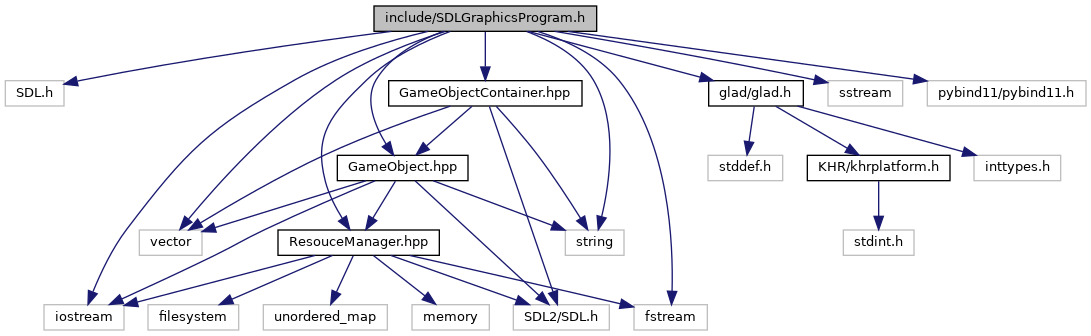 include/SDLGraphicsProgram.h
SDL.h
GameObjectContainer.hpp
glad/glad.h
sstream
pybind11/pybind11.h
GameObject.hpp
stddef.h
KHR/khrplatform.h
inttypes.h
vector
ResouceManager.hpp
string
stdint.h
iostream
filesystem
unordered_map
memory
SDL2/SDL.h
fstream